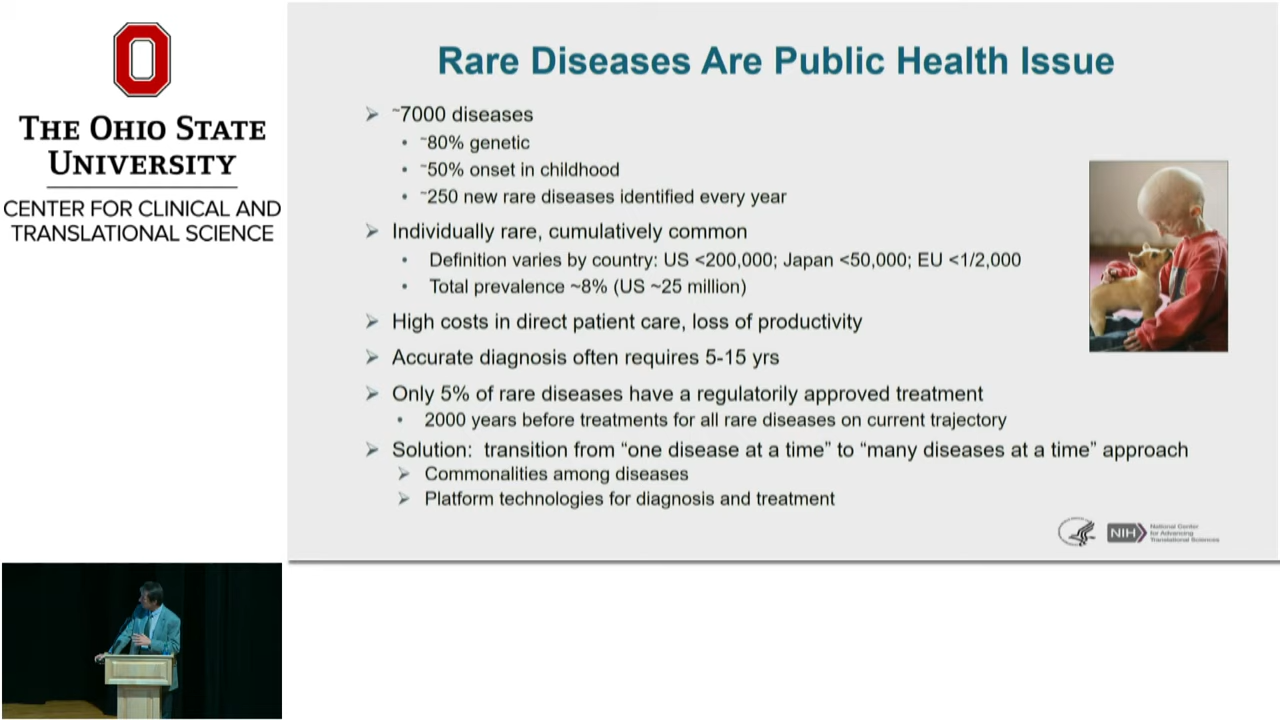 THE OHIO STATE
UNIVERSITY
CENTER FOR CLINICAL AND
TRANSLATIONAL SCIENCE
Rare Diseases Are Public Health Issue
➢ ~7000 diseases
• ~80% genetic
• ~50% onset in childhood
• ~250 new rare diseases identified every year
➢ Individually rare, cumulatively common
• Definition varies by country: US <200,000; Japan <50,000; EU <1/2,000
• Total prevalence ~8% (US ~25 million)
➢ High costs in direct patient care, loss of productivity
➢ Accurate diagnosis often requires 5-15 yrs
➢ Only 5% of rare diseases have a regulatorily approved treatment
• 2000 years before treatments for all rare diseases on current trajectory
➢ Solution: transition from “one disease at a time” to “many diseases at a time” approach
➢ Commonalities among diseases
➢ Platform technologies for diagnosis and treatment
NIH
National Center
for Advancing
Translational Sciences